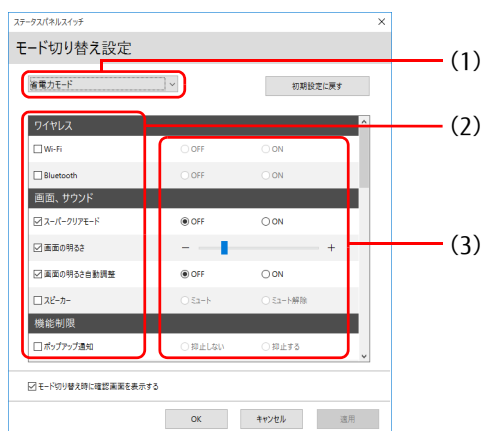 ステータスパネルスイッチ
モード切り替え設定
省電力モード 初期設定に戻す
ワイヤレス
Wi-Fi OFF ON
Bluetooth OFF ON
画面、サウンド
スーパークリアモード OFF ON
画面の明るさ − +
画面の明るさ自動調整 OFF ON
スピーカー ミュート ミュート解除
機能制限
ポップアップ通知 抑止しない 抑止する
モード切り替え時に確認画面を表示する
OK キャンセル 適用
(1)
(2)
(3)